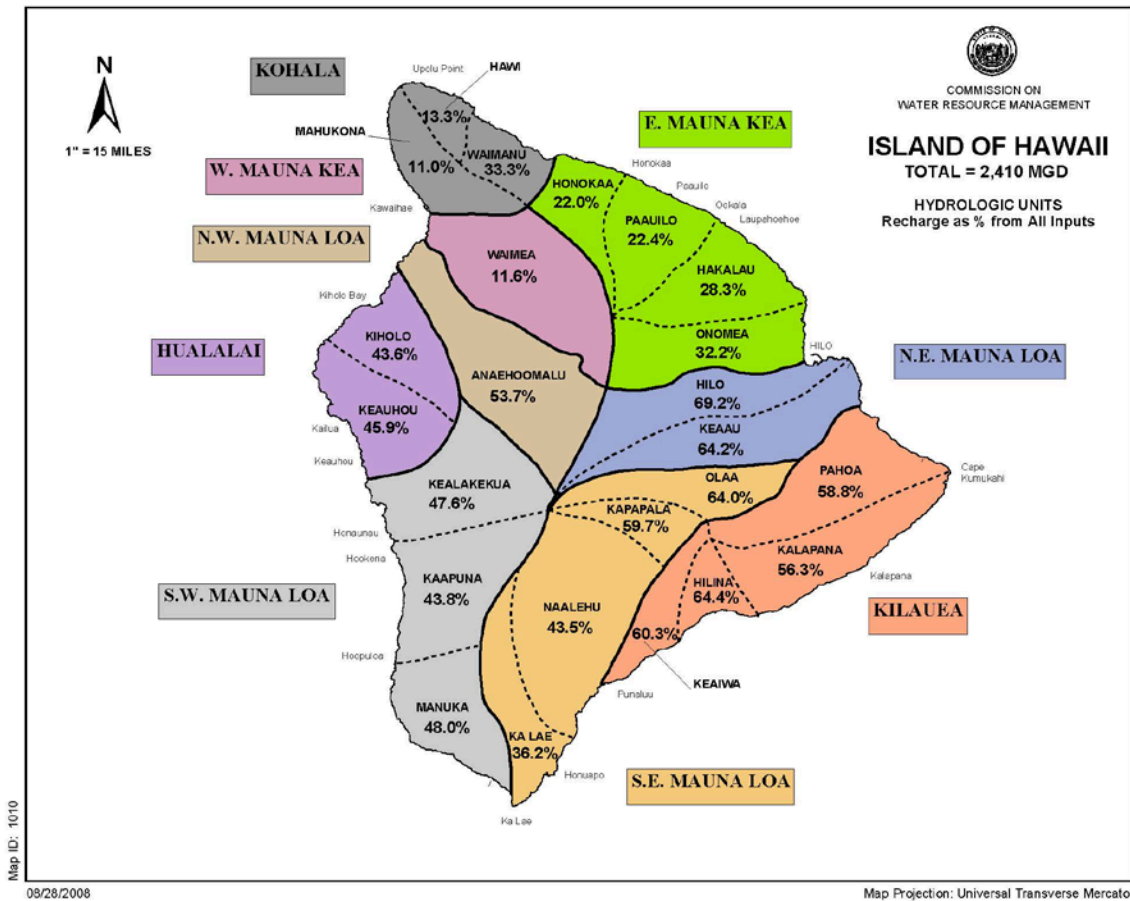 N
1" = 15 MILES
COMMISSION ON
WATER RESOURCE MANAGEMENT
ISLAND OF HAWAII
TOTAL = 2,410 MGD
HYDROLOGIC UNITS
Recharge as % from All Inputs
KOHALA
Upolu Point
HAWI
13.3%
MAHUKONA
11.0%
WAIMANU
33.3%
E. MAUNA KEA
W. MAUNA KEA
Kawaihae
HONOKAA
22.0%
Honokaa
Paauilo
Ookala
Laupahoehoe
PAAUILO
22.4%
N.W. MAUNA LOA
WAIMEA
11.6%
HAKALAU
28.3%
Kiholo Bay
HUALALAI
KIHOLO
43.6%
ONOMEA
32.2%
HILO
N.E. MAUNA LOA
ANAEHOOMALU
53.7%
HILO
69.2%
KEAUHOU
45.9%
Kailua
Keauhou
KEAAU
64.2%
KEALAKEKUA
47.6%
OLAA
64.0%
PAHOA
58.8%
Cape
Kumukahi
KAPAPALA
59.7%
Honaunau
Hookena
KALAPANA
56.3%
Kalapana
S.W. MAUNA LOA
KAAPUNA
43.8%
NAALEHU
43.5%
HILINA
64.4%
KILAUEA
60.3%
KEAIWA
Hoopuloa
Punaluu
MANUKA
48.0%
KA LAE
36.2%
Honuapo
S.E. MAUNA LOA
Ka Lae
Map ID: 1010
08/28/2008
Map Projection: Universal Transverse Mercato